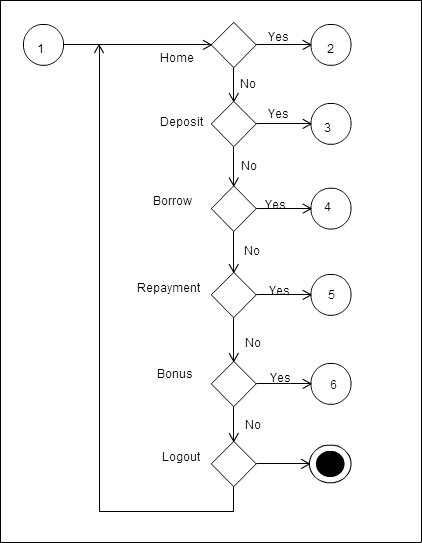 1
Yes
2
Home
No
Yes
Deposit
3
No
Borrow
Yes
4
No
Repayment
Yes
5
No
Bonus
Yes
6
No
Logout